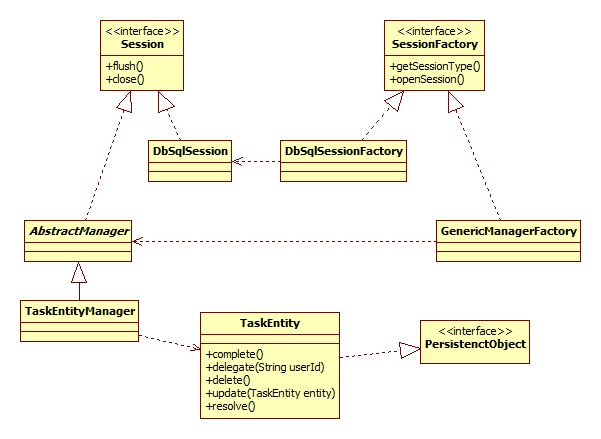 <<interface>>
Session
+flush()
+close()
<<interface>>
SessionFactory
+getSessionType()
+openSession()
DbSqlSession
DbSqlSessionFactory
AbstractManager
GenericManagerFactory
TaskEntityManager
TaskEntity
+complete()
+delegate(String userId)
+delete()
+update(TaskEntity entity)
+resolve()
<<interface>>
PersistenctObject